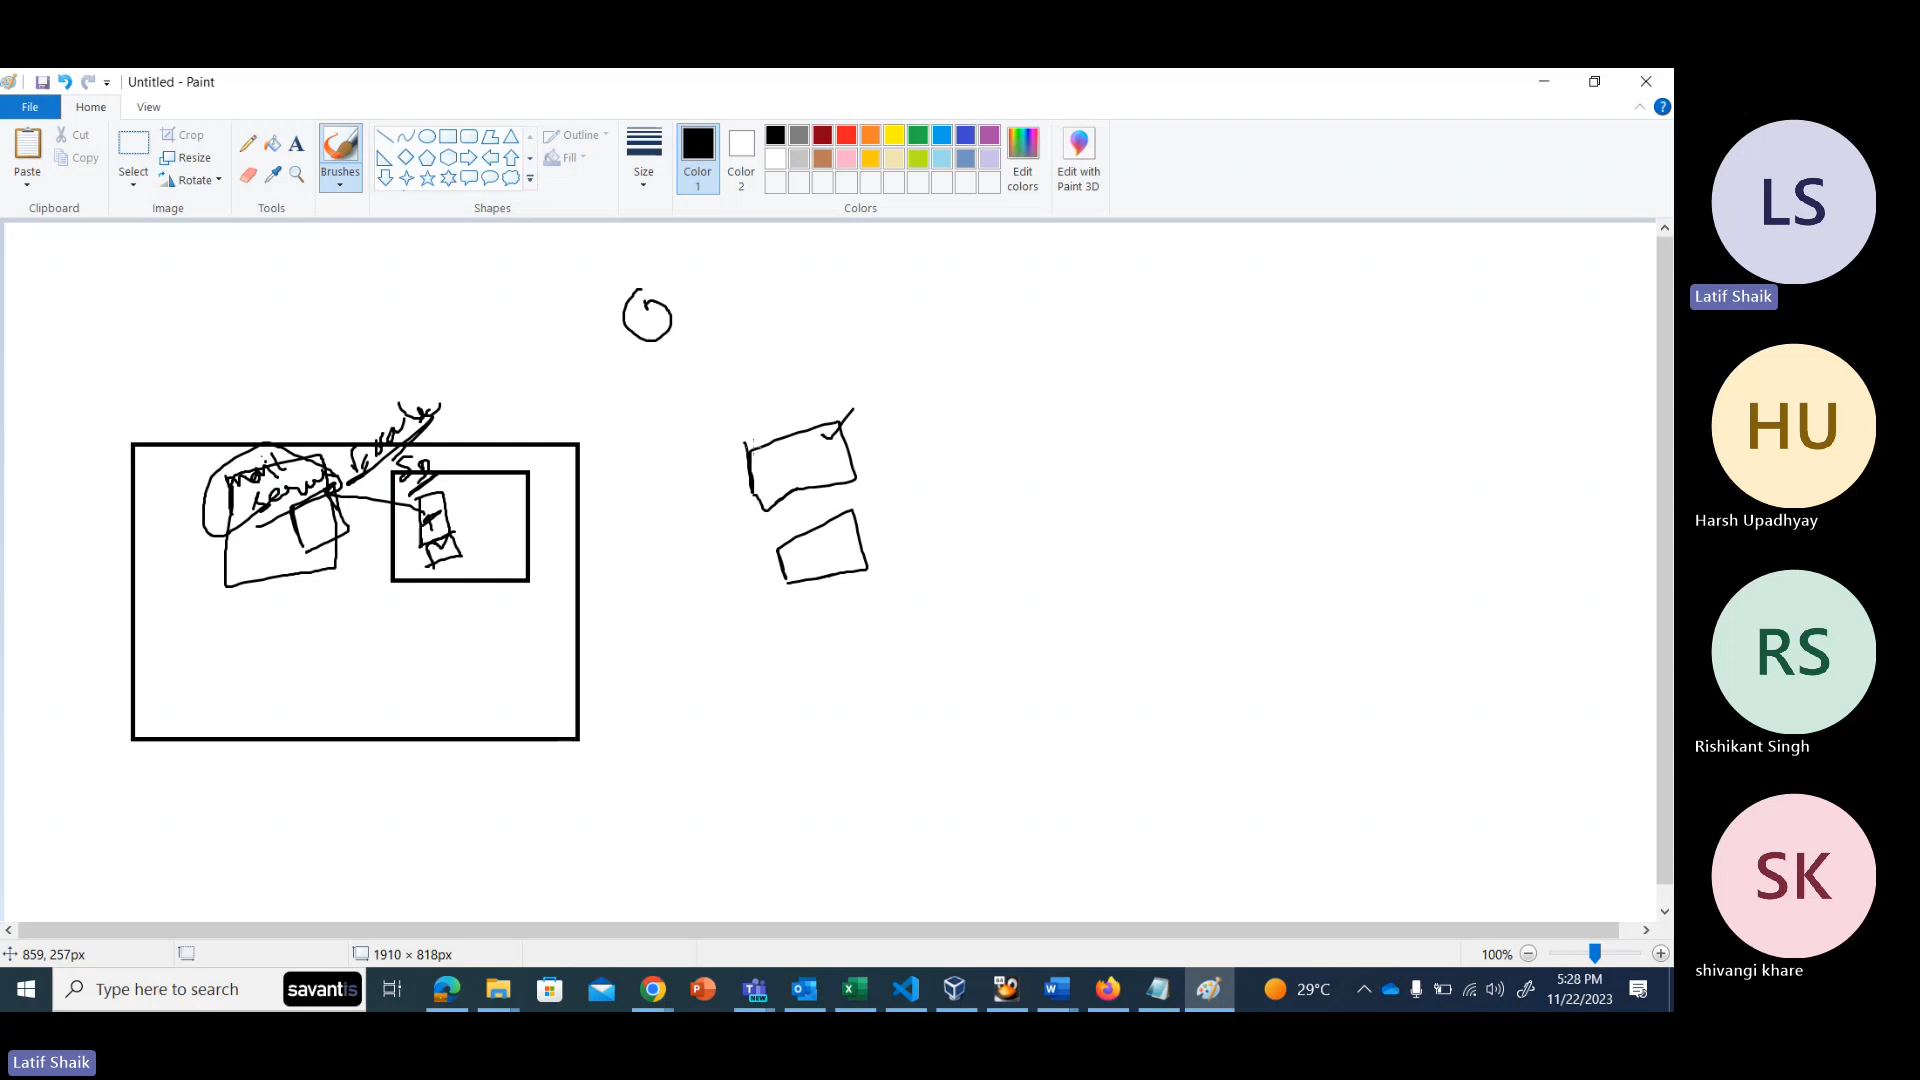 Untitled - Paint
File
Home
View
Paste
Cut
Copy
Clipboard
Select
Crop
Resize
Rotate
Image
A
Tools
Brushes
Shapes
Outline
Fill
Size
Color
1
Color
2
Edit
colors
Edit with
Paint 3D
Colors
?
mail
server
859, 257px
1910 × 818px
100%
Type here to search
savantis
NEW
29°C
5:28 PM
11/22/2023
LS
Latif Shaik
HU
Harsh Upadhyay
RS
Rishikant Singh
SK
shivangi khare
Latif Shaik